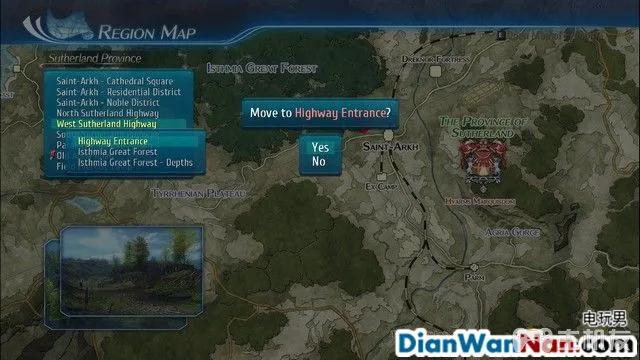 Region Map
Sutherland Province
Saint-Arkh - Cathedral Square
Saint-Arkh - Residential District
Saint-Arkh - Noble District
North Sutherland Highway
West Sutherland Highway
Highway Entrance
Isthmia Great Forest
Isthmia Great Forest - Depths
Move to Highway Entrance?
Yes
No
Isthmia Great Forest
Dreknor Fortress
The Province of
Sutherland
Saint-Arkh
Ex Camp
Tyrrhenian Plateau
Hyarms Marquisdom
Agria Gorge
Parm
电玩男
DianWanNan.com